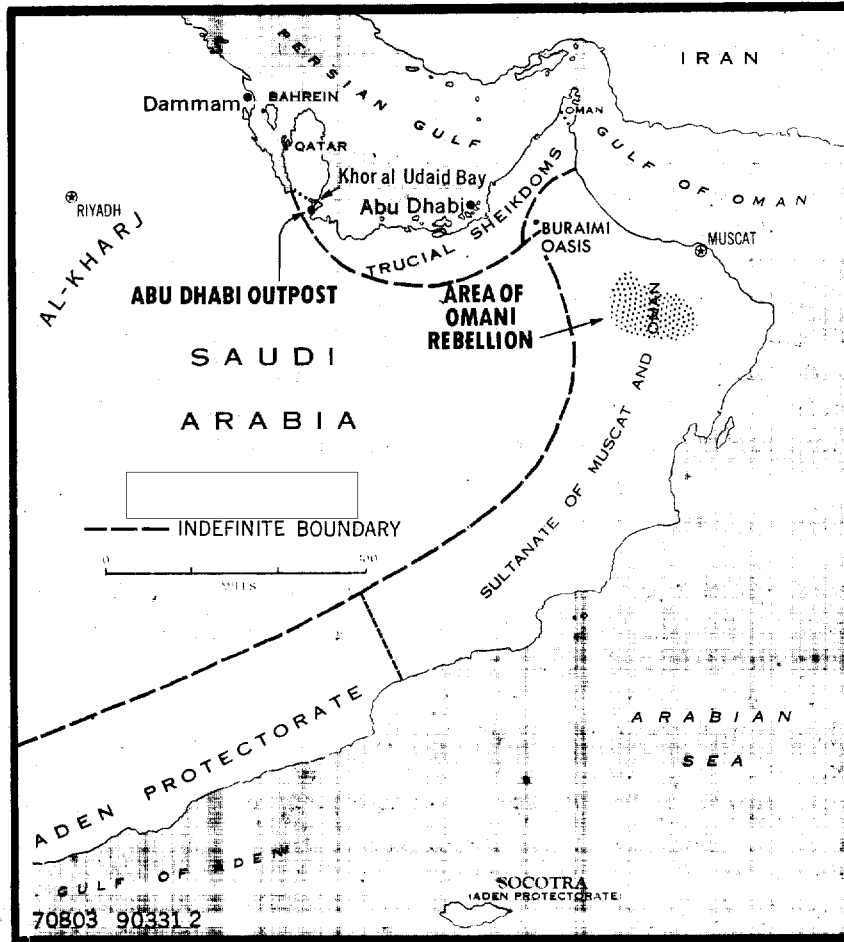 IRAN
PERSIAN GULF
Dammam
BAHREIN
OMAN
QATAR
GULF OF OMAN
Khor al Udaid Bay
RIYADH
Abu Dhabi
TRUCIAL SHEIKDOMS
BURAIMI
OASIS
MUSCAT
AL-KHARJ
ABU DHABI OUTPOST
AREA OF
OMANI
REBELLION
SAUDI
ARABIA
SULTANATE OF MUSCAT AND OMAN
INDEFINITE BOUNDARY
0
MILES
ADEN PROTECTORATE
ARABIAN
SEA
GULF OF ADEN
SOCOTRA
(ADEN PROTECTORATE)
70803 90331 2